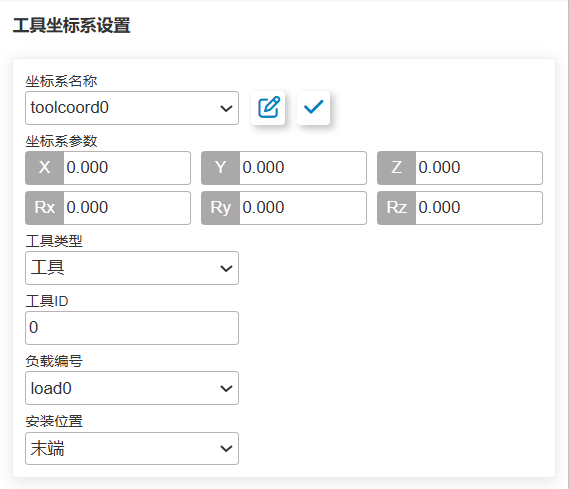 工具坐标系设置
坐标系名称
toolcoord0
坐标系参数
X 0.000 Y 0.000 Z 0.000
Rx 0.000 Ry 0.000 Rz 0.000
工具类型
工具
工具ID
0
负载编号
load0
安装位置
末端